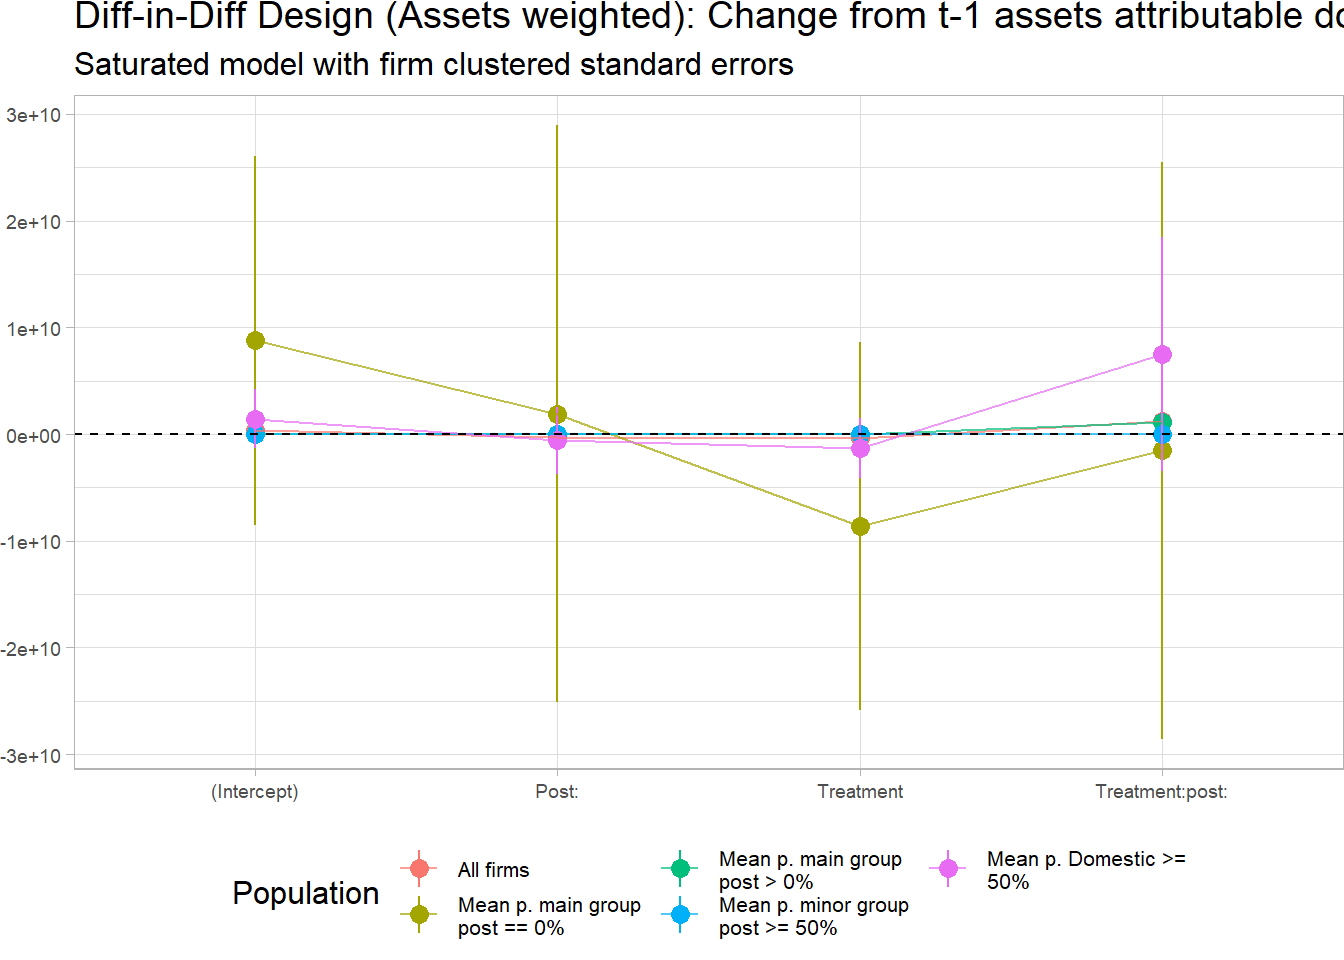 Diff-in-Diff Design (Assets weighted): Change from t-1 assets attributable
Saturated model with firm clustered standard errors
3e+10
2e+10
1e+10
0e+00
-1e+10
-2e+10
-3e+10
(Intercept)
Post:
Treatment
Treatment:post:
Population
All firms
Mean p. main group
post == 0%
Mean p. main group
post > 0%
Mean p. minor group
post >= 50%
Mean p. Domestic >=
50%